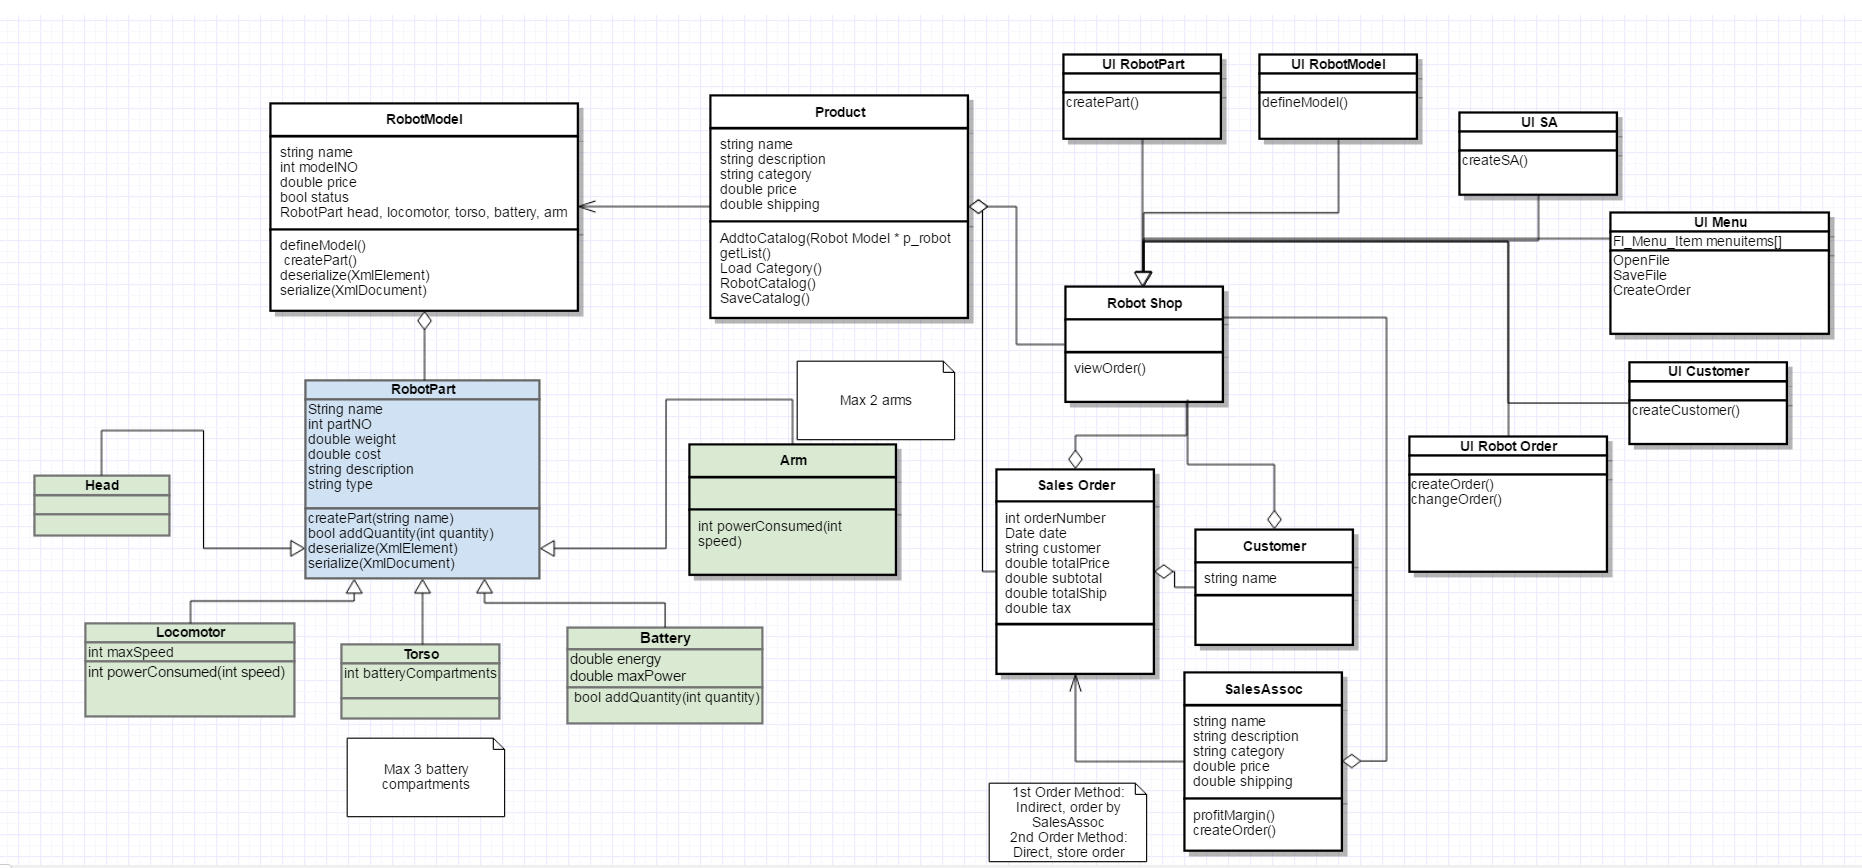 RobotModel
string name
int modelNO
double price
bool status
RobotPart head, locomotor, torso, battery, arm
defineModel()
createPart()
deserialize(XmlElement)
serialize(XmlDocument)
Product
string name
string description
string category
double price
double shipping
AddtoCatalog(Robot Model * p_robot
getList()
Load Category()
RobotCatalog()
SaveCatalog()
UI RobotPart
createPart()
UI RobotModel
defineModel()
UI SA
createSA()
UI Menu
Fl_Menu_Item menuitems[]
OpenFile
SaveFile
CreateOrder
Robot Shop
viewOrder()
UI Customer
createCustomer()
UI Robot Order
createOrder()
changeOrder()
RobotPart
String name
int partNO
double weight
double cost
string description
string type
createPart(string name)
bool addQuantity(int quantity)
deserialize(XmlElement)
serialize(XmlDocument)
Max 2 arms
Head
Arm
int powerConsumed(int
speed)
Sales Order
int orderNumber
Date date
string customer
double totalPrice
double subtotal
double totalShip
double tax
Customer
string name
Locomotor
int maxSpeed
int powerConsumed(int speed)
Torso
int batteryCompartments
Battery
double energy
double maxPower
bool addQuantity(int quantity)
Max 3 battery
compartments
SalesAssoc
string name
string description
string category
double price
double shipping
profitMargin()
createOrder()
1st Order Method:
Indirect, order by
SalesAssoc
2nd Order Method:
Direct, store order